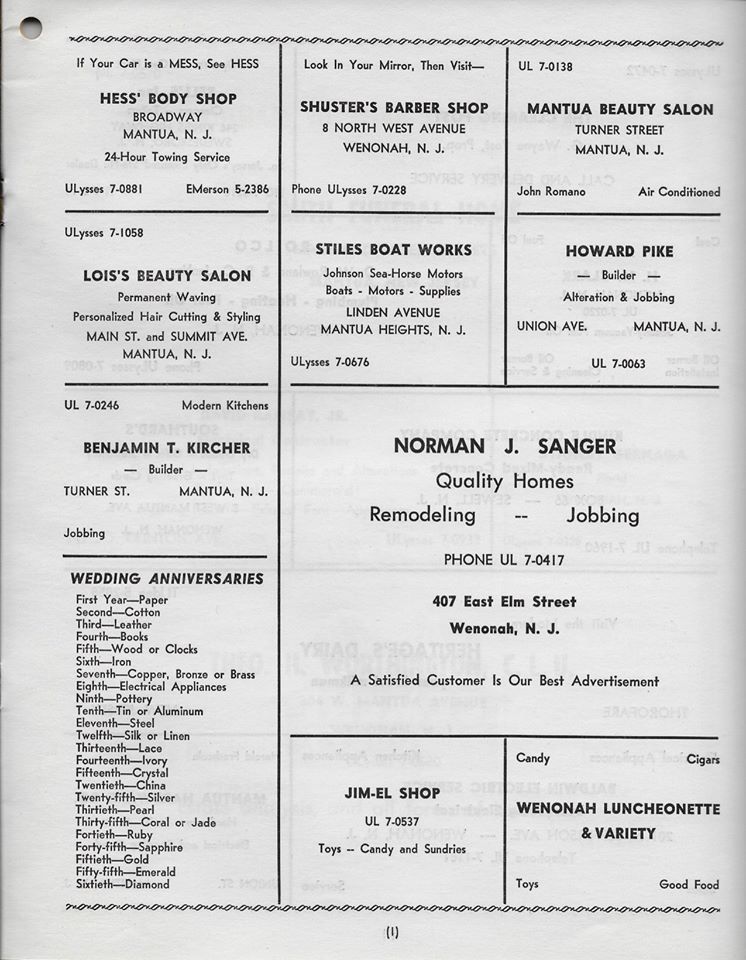 If Your Car is a MESS, See HESS
HESS' BODY SHOP
BROADWAY
MANTUA, N. J.
24-Hour Towing Service
ULysses 7-0881 EMerson 5-2386
Look In Your Mirror, Then Visit—
SHUSTER'S BARBER SHOP
8 NORTH WEST AVENUE
WENONAH, N. J.
Phone ULysses 7-0228
UL 7-0138
MANTUA BEAUTY SALON
TURNER STREET
MANTUA, N. J.
John Romano Air Conditioned
ULysses 7-1058
LOIS'S BEAUTY SALON
Permanent Waving
Personalized Hair Cutting & Styling
MAIN ST. and SUMMIT AVE.
MANTUA, N. J.
STILES BOAT WORKS
Johnson Sea-Horse Motors
Boats - Motors - Supplies
LINDEN AVENUE
MANTUA HEIGHTS, N. J.
ULysses 7-0676
HOWARD PIKE
— Builder —
Alteration & Jobbing
UNION AVE. MANTUA, N. J.
UL 7-0063
UL 7-0246 Modern Kitchens
BENJAMIN T. KIRCHER
— Builder —
TURNER ST. MANTUA, N. J.
Jobbing
NORMAN J. SANGER
Quality Homes
Remodeling -- Jobbing
PHONE UL 7-0417
407 East Elm Street
Wenonah, N. J.
A Satisfied Customer Is Our Best Advertisement
WEDDING ANNIVERSARIES
First Year—Paper
Second—Cotton
Third—Leather
Fourth—Books
Fifth—Wood or Clocks
Sixth—Iron
Seventh—Copper, Bronze or Brass
Eighth—Electrical Appliances
Ninth—Pottery
Tenth—Tin or Aluminum
Eleventh—Steel
Twelfth—Silk or Linen
Thirteenth—Lace
Fourteenth—Ivory
Fifteenth—Crystal
Twentieth—China
Twenty-fifth—Silver
Thirtieth—Pearl
Thirty-fifth—Coral or Jade
Fortieth—Ruby
Forty-fifth—Sapphire
Fiftieth—Gold
Fifty-fifth—Emerald
Sixtieth—Diamond
JIM-EL SHOP
UL 7-0537
Toys -- Candy and Sundries
Candy Cigars
WENONAH LUNCHEONETTE
& VARIETY
Toys Good Food
(1)